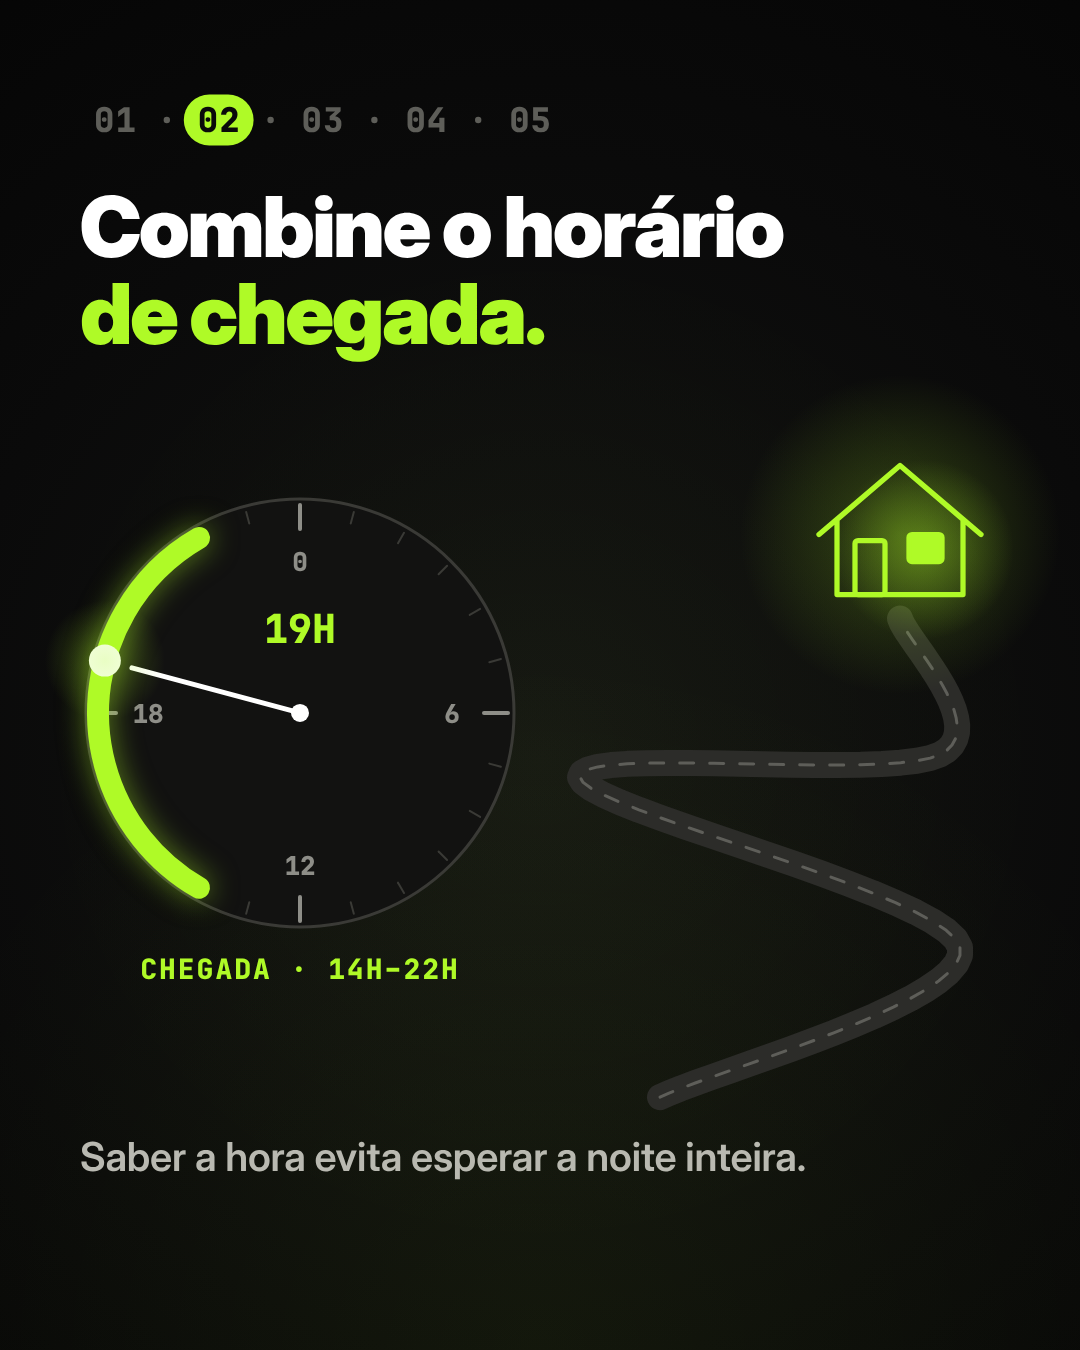 01 · 02 · 03 · 04 · 05
Combine o horário
de chegada.
0
19H
18
6
12
CHEGADA · 14H–22H
Saber a hora evita esperar a noite inteira.